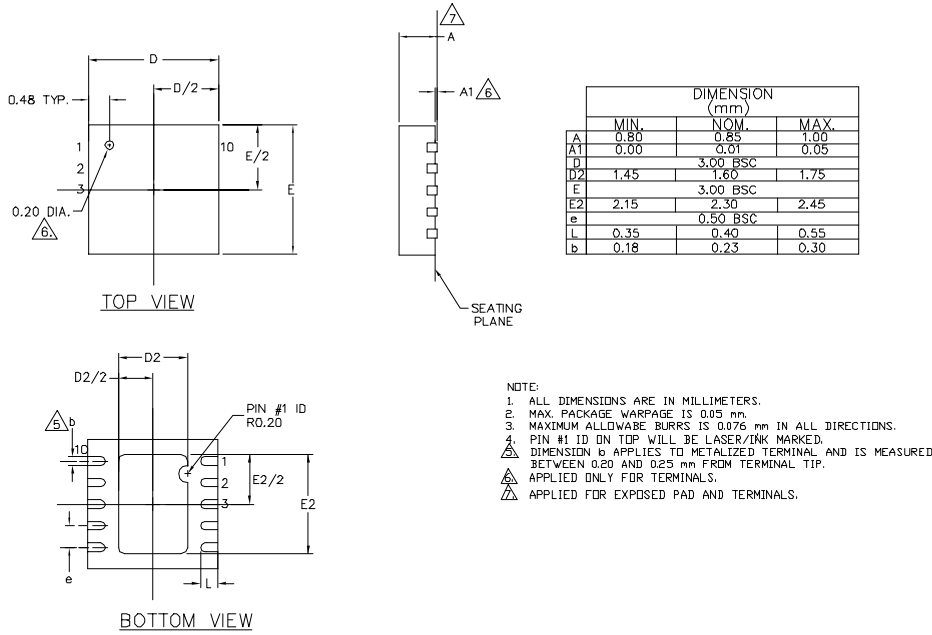 7
A
D
D/2
0.48 TYP.
A1 6
1
10
2
E/2
3
E
0.20 DIA.
6.
TOP VIEW
SEATING
PLANE
DIMENSION
(mm)
MIN. NOM. MAX.
A 0.80 0.85 1.00
A1 0.00 0.01 0.05
D 3.00 BSC
D2 1.45 1.60 1.75
E 3.00 BSC
E2 2.15 2.30 2.45
e 0.50 BSC
L 0.35 0.40 0.55
b 0.18 0.23 0.30
D2
D2/2
PIN #1 ID
R0.20
5 b
10
1
2
3
E2/2
E2
e
L
BOTTOM VIEW
NOTE:
1. ALL DIMENSIONS ARE IN MILLIMETERS.
2. MAX. PACKAGE WARPAGE IS 0.05 mm.
3. MAXIMUM ALLOWABE BURRS IS 0.076 mm IN ALL DIRECTIONS.
4. PIN #1 ID ON TOP WILL BE LASER/INK MARKED.
5. DIMENSION b APPLIES TO METALIZED TERMINAL AND IS MEASURED
BETWEEN 0.20 AND 0.25 mm FROM TERMINAL TIP.
6. APPLIED ONLY FOR TERMINALS.
7. APPLIED FOR EXPOSED PAD AND TERMINALS.